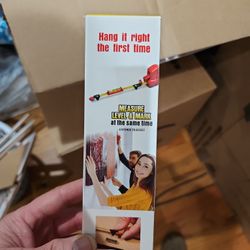 Hang it right
the first time
MEASURE
LEVEL & MARK
at the same time